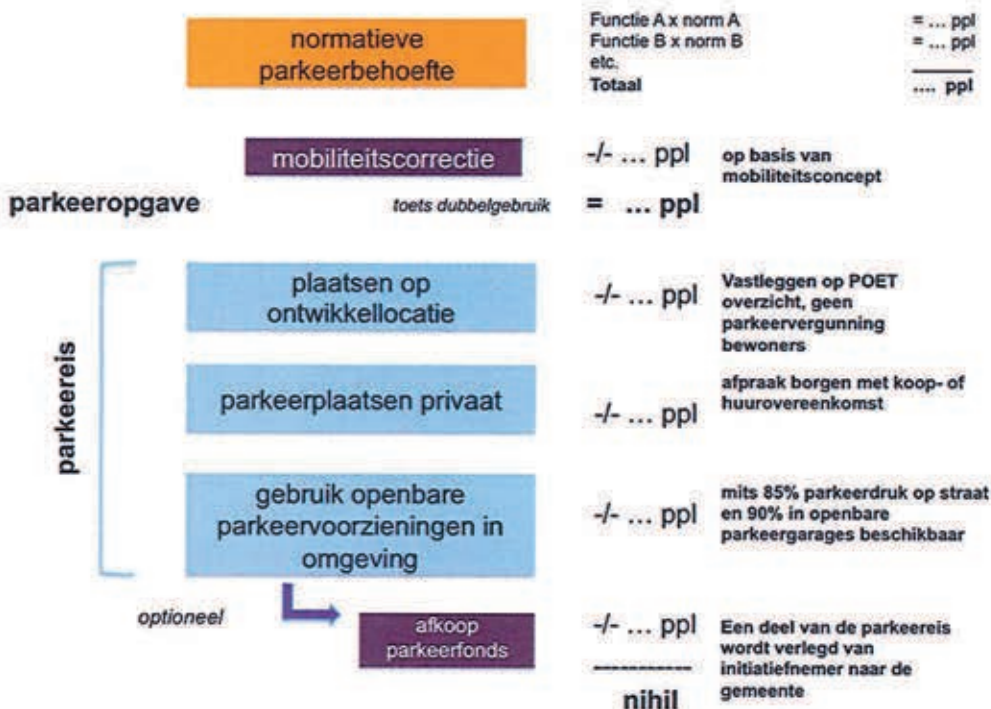 normatieve
parkeerbehoefte
Functie A x norm A = ... ppl
Functie B x norm B = ... ppl
etc.
Totaal .... ppl
mobiliteitscorrectie
-/- ... ppl
op basis van
mobiliteitsconcept
parkeeropgave
toets dubbelgebruik
= ... ppl
parkeereis
plaatsen op
ontwikkellocatie
-/- ... ppl
Vastleggen op POET
overzicht, geen
parkeervergunning
bewoners
parkeerplaatsen privaat
-/- ... ppl
afpraak borgen met koop- of
huurovereenkomst
gebruik openbare
parkeervoorzieningen in
omgeving
-/- ... ppl
mits 85% parkeerdruk op straat
en 90% in openbare
parkeergarages beschikbaar
optioneel
afkoop
parkeerfonds
-/- ... ppl
-----------
nihil
Een deel van de parkeereis
wordt verlegd van
initiatiefnemer naar de
gemeente